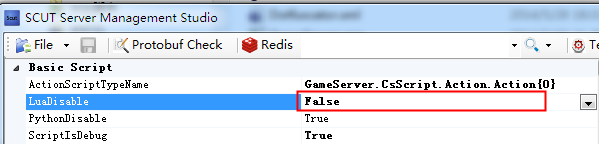 Scut SCUT Server Management Studio
File Protobuf Check Redis Te
Basic Script
ActionScriptTypeName GameServer.CsScript.Action.Action{0}
LuaDisable False
PythonDisable True
ScriptIsDebug True